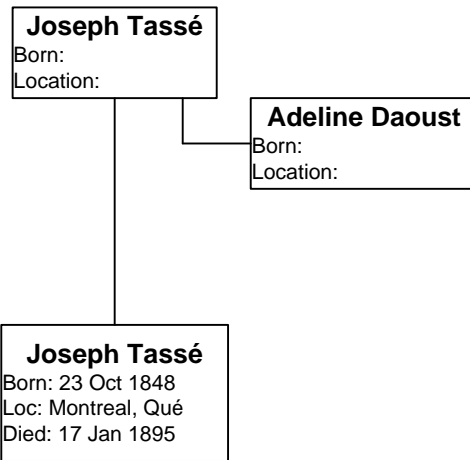 Joseph Tassé
Born:
Location:
Adeline Daoust
Born:
Location:
Joseph Tassé
Born: 23 Oct 1848
Loc: Montreal, Qué
Died: 17 Jan 1895